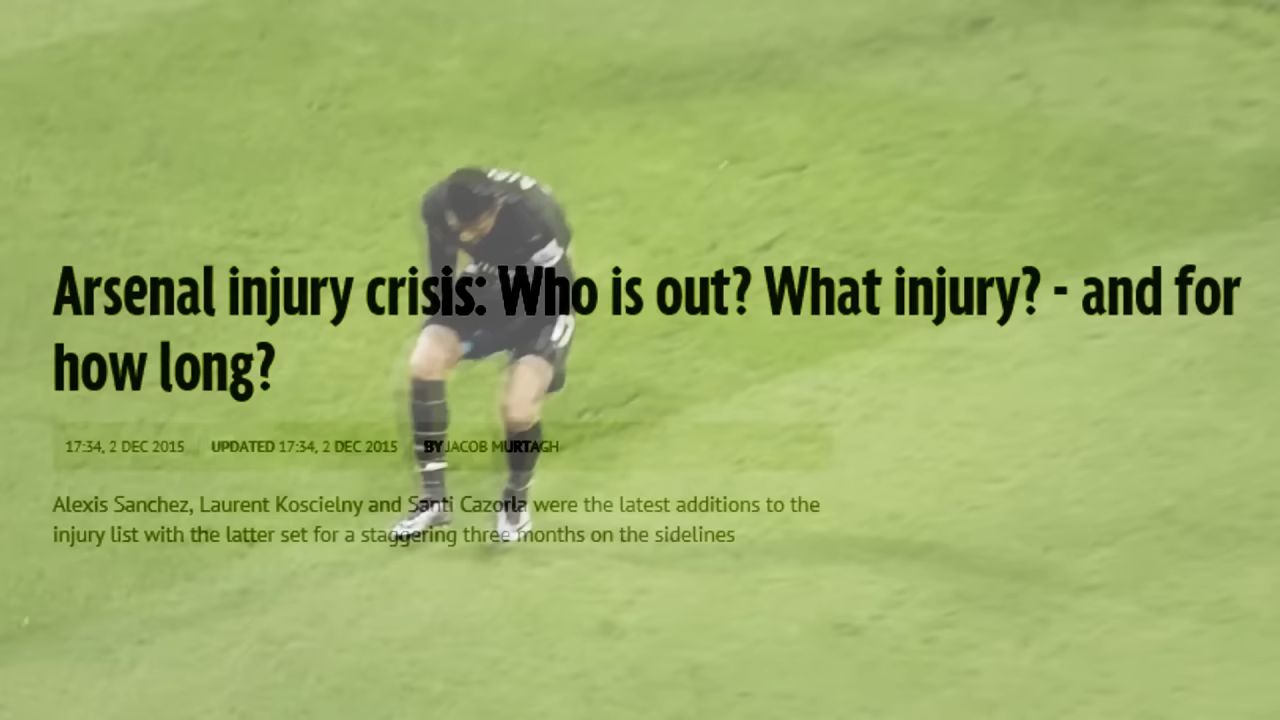 Arsenal injury crisis: Who is out? What injury? - and for
how long?
17:34, 2 DEC 2015 UPDATED 17:34, 2 DEC 2015 BY JACOB MURTAGH
Alexis Sanchez, Laurent Koscielny and Santi Cazorla were the latest additions to the
injury list with the latter set for a staggering three months on the sidelines